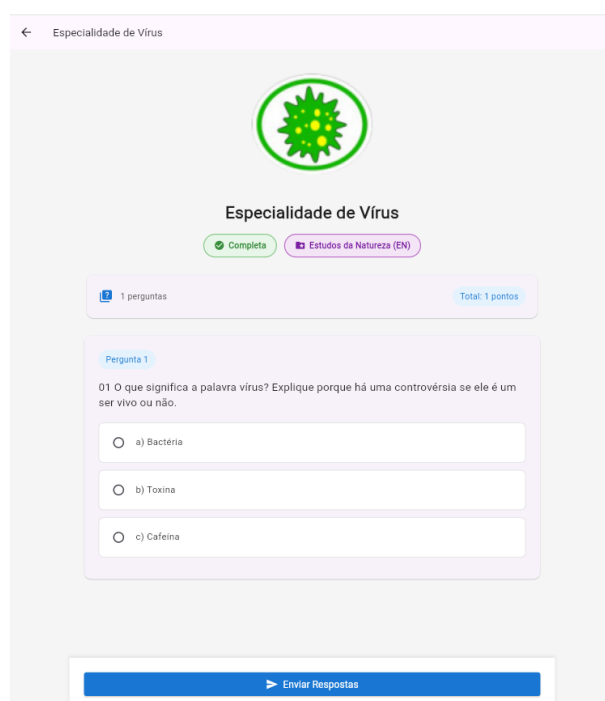 Especialidade de Vírus
Especialidade de Vírus
Completa
Estudos da Natureza (EN)
1 perguntas
Total: 1 pontos
Pergunta 1
01 O que significa a palavra vírus? Explique porque há uma controvérsia se ele é um
ser vivo ou não.
a) Bactéria
b) Toxina
c) Cafeína
Enviar Respostas